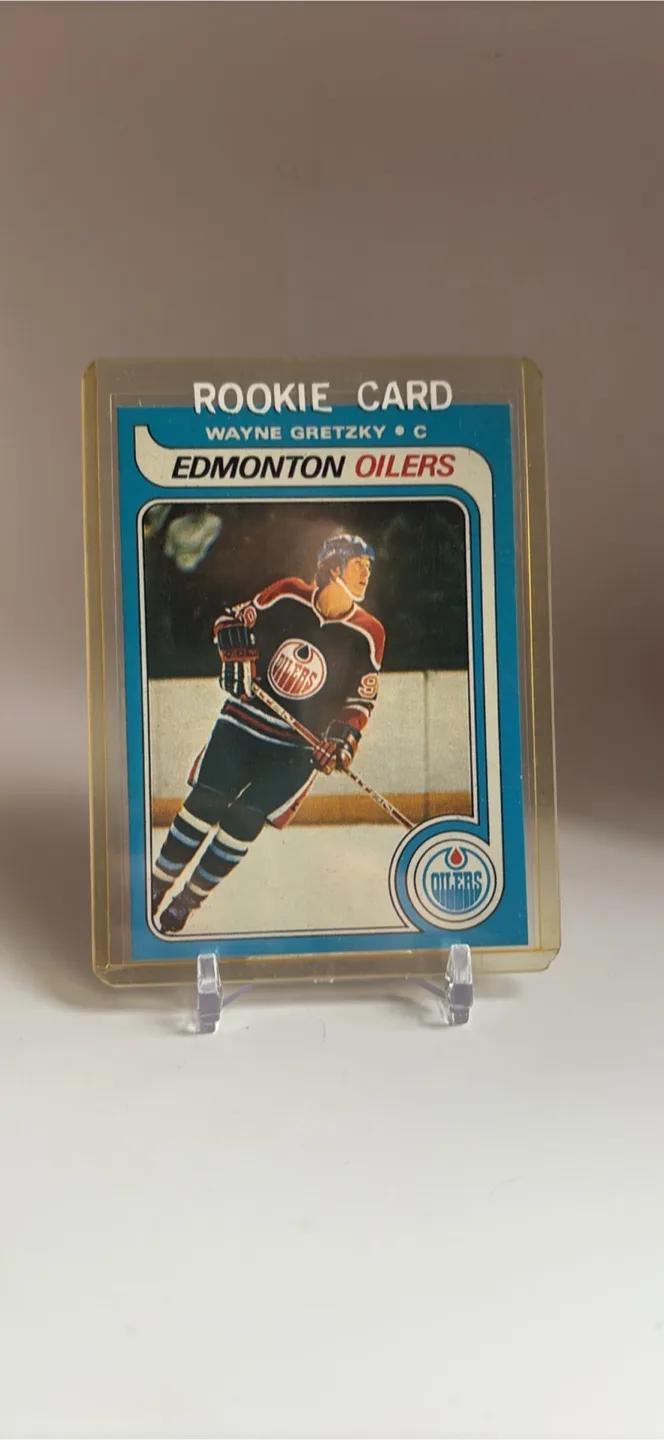 ROOKIE CARD
WAYNE GRETZKY • C
EDMONTON OILERS
OILERS
OILERS